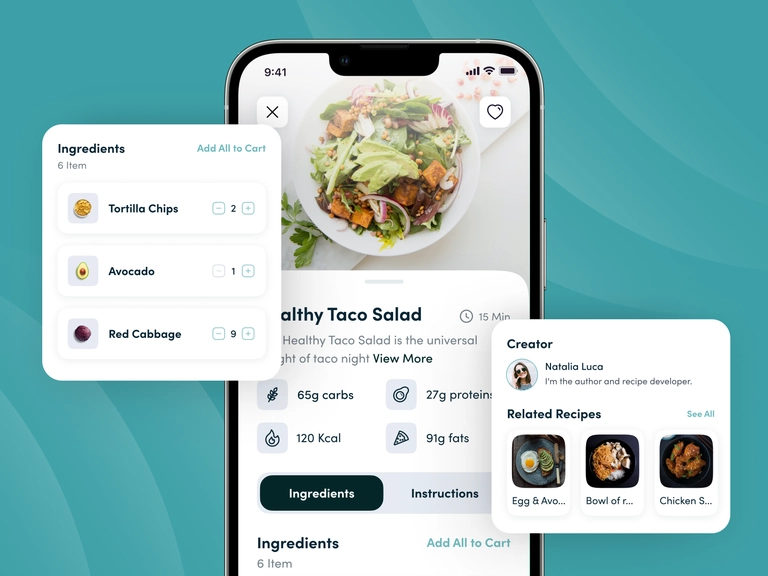 9:41
Ingredients
Add All to Cart
6 Item
Tortilla Chips
2
Avocado
1
Red Cabbage
9
althy Taco Salad
15 Min
Healthy Taco Salad is the universal
ght of taco night View More
65g carbs
27g proteins
120 Kcal
91g fats
Ingredients
Instructions
Ingredients
Add All to Cart
6 Item
Creator
Natalia Luca
I'm the author and recipe developer.
Related Recipes
See All
Egg & Avo...
Bowl of r...
Chicken S...